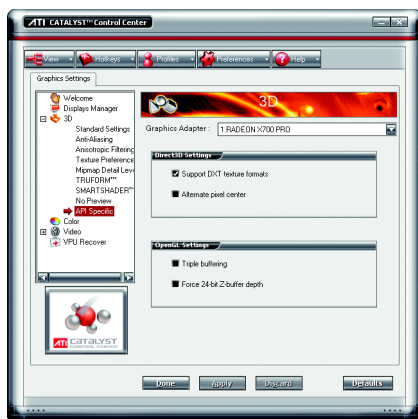 ATI CATALYST™ Control Center
View Hotkeys Profiles Preferences Help
Graphics Settings
Welcome
Displays Manager
3D
Standard Settings
Anti-Aliasing
Anisotropic Filtering
Texture Preference
Mipmap Detail Leve
TRUFORM™
SMARTSHADER™
No Preview
API Specific
Color
Video
VPU Recover
ATI CATALYST
CONTROL CENTER
3D
Graphics Adapter : 1.RADEON X700 PRO
Direct3D Settings
Support DXT texture formats
Alternate pixel center
OpenGL Settings
Triple buffering
Force 24-bit Z-buffer depth
Done Apply Discard Defaults